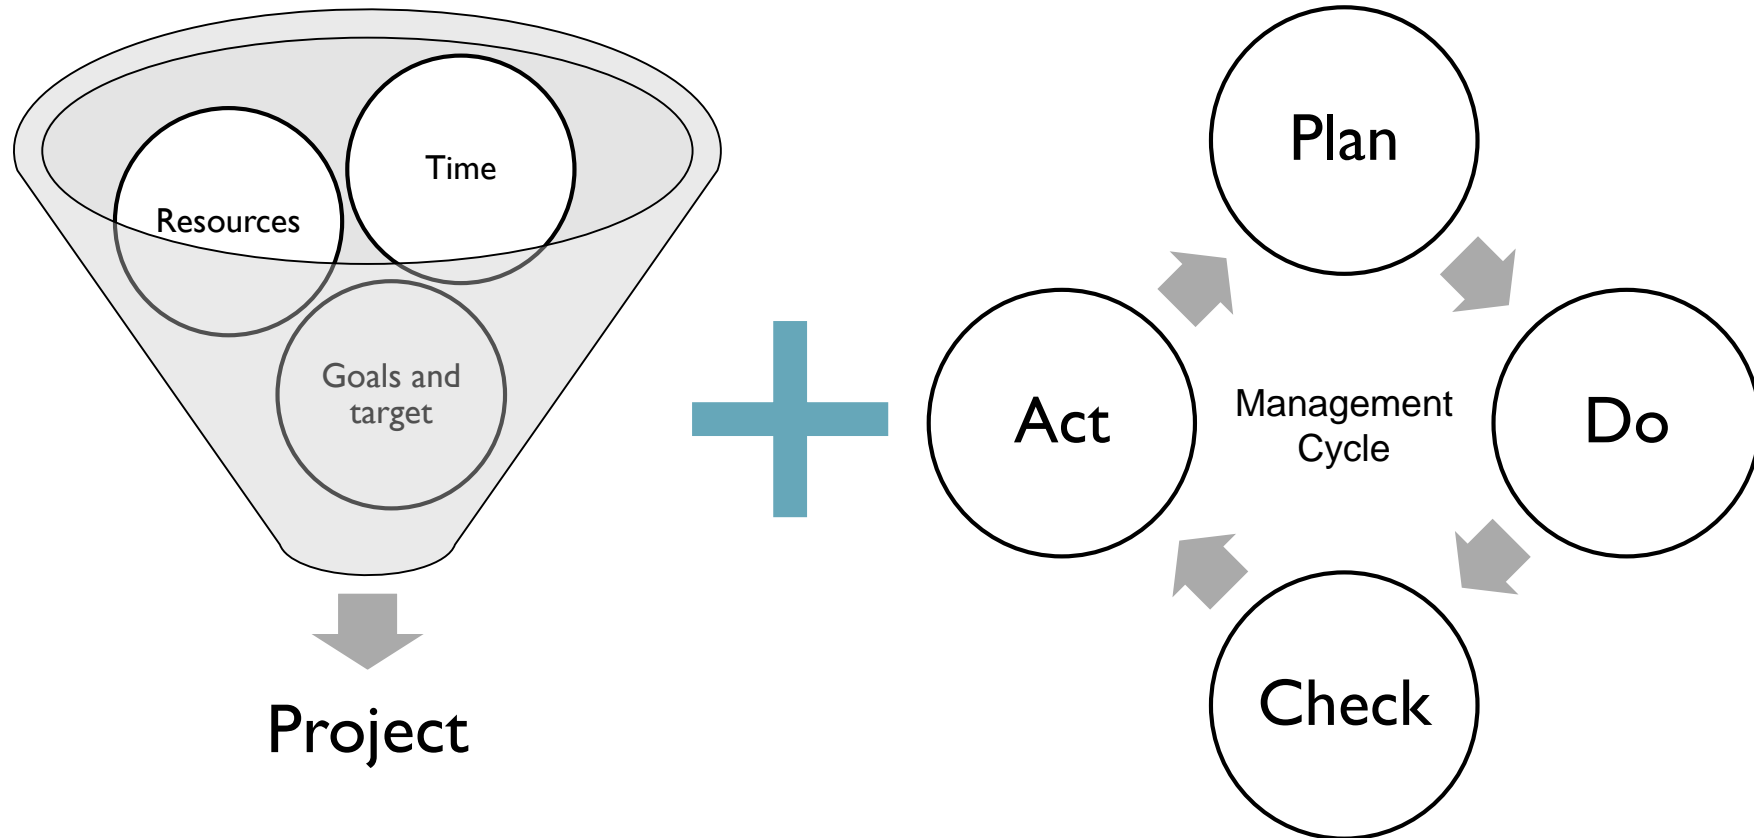 Time
Resources
Goals and
target
Project
Plan
Act
Management
Cycle
Do
Check